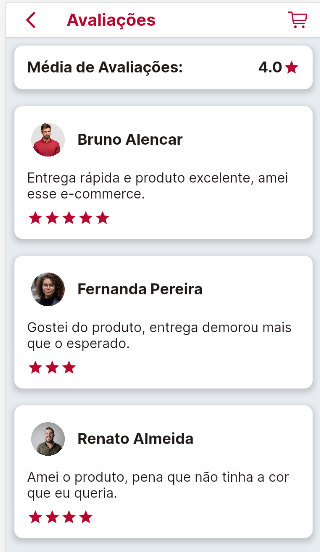 Avaliações
Média de Avaliações: 4.0
Bruno Alencar
Entrega rápida e produto excelente, amei
esse e-commerce.
Fernanda Pereira
Gostei do produto, entrega demorou mais
que o esperado.
Renato Almeida
Amei o produto, pena que não tinha a cor
que eu queria.